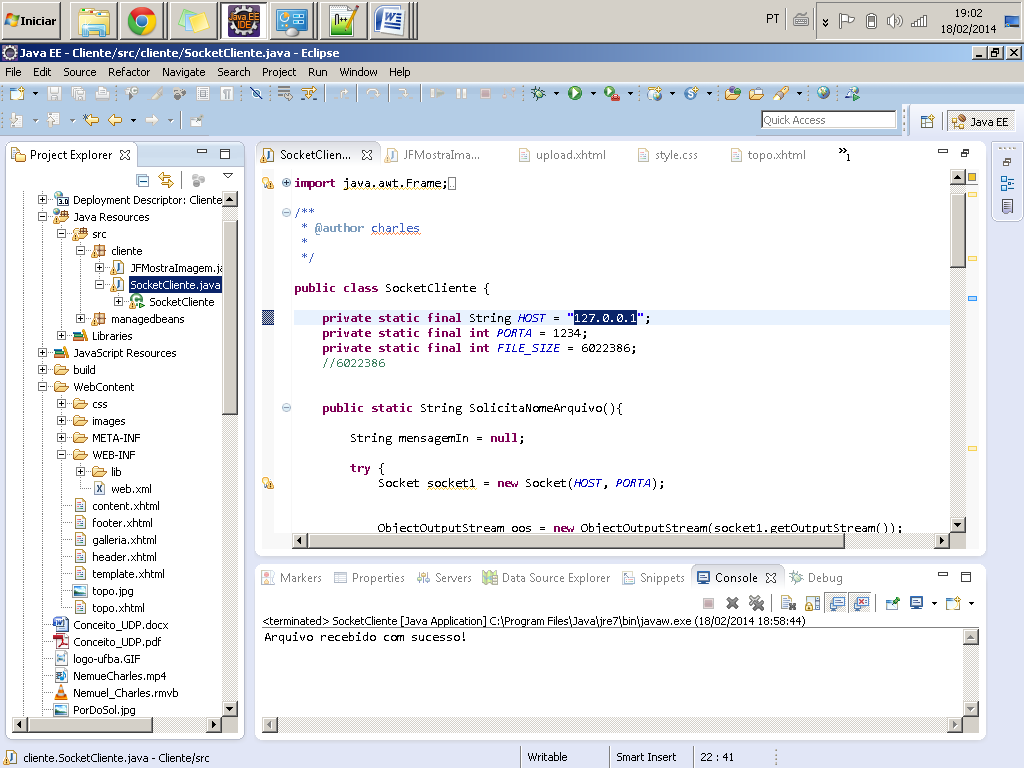 Iniciar
Java EE IDE
PT
19:02
18/02/2014
Java EE - Cliente/src/cliente/SocketCliente.java - Eclipse
File Edit Source Refactor Navigate Search Project Run Window Help
Quick Access
Java EE
Project Explorer
Deployment Descriptor: Cliente
Java Resources
src
cliente
JFMostraImagem.ja
SocketCliente.java
SocketCliente
managedbeans
Libraries
JavaScript Resources
build
WebContent
css
images
META-INF
WEB-INF
lib
web.xml
content.xhtml
footer.xhtml
galleria.xhtml
header.xhtml
template.xhtml
topo.jpg
topo.xhtml
Conceito_UDP.docx
Conceito_UDP.pdf
logo-ufba.GIF
NemueCharles.mp4
Nemuel_Charles.rmvb
PorDoSol.jpg
SocketClien... JFMostraIma... upload.xhtml style.css topo.xhtml »1
import java.awt.Frame;
/**
* @author charles
*
*/
public class SocketCliente {
private static final String HOST = "127.0.0.1";
private static final int PORTA = 1234;
private static final int FILE_SIZE = 6022386;
//6022386
public static String SolicitaNomeArquivo(){
String mensagemIn = null;
try {
Socket socket1 = new Socket(HOST, PORTA);
ObjectOutputStream oos = new ObjectOutputStream(socket1.getOutputStream());
Markers Properties Servers Data Source Explorer Snippets Console Debug
<terminated> SocketCliente [Java Application] C:\Program Files\Java\jre7\bin\javaw.exe (18/02/2014 18:58:44)
Arquivo recebido com sucesso!
cliente.SocketCliente.java - Cliente/src
Writable
Smart Insert
22 : 41